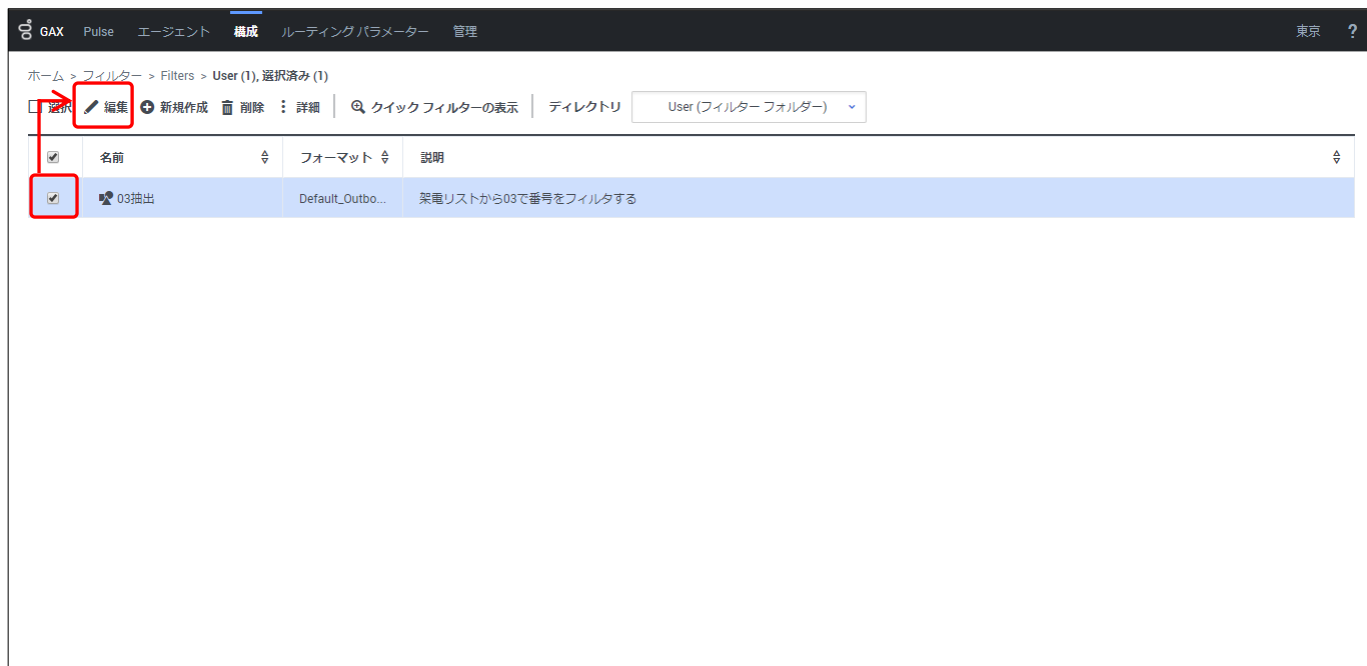 GAX Pulse エージェント 構成 ルーティング パラメーター 管理 東京 ?
ホーム > フィルター > Filters > User (1), 選択済み (1)
選択 編集 新規作成 削除 詳細 クイック フィルターの表示 ディレクトリ User (フィルター フォルダー)
名前 フォーマット 説明
03抽出 Default_Outbo... 架電リストから03で番号をフィルタする